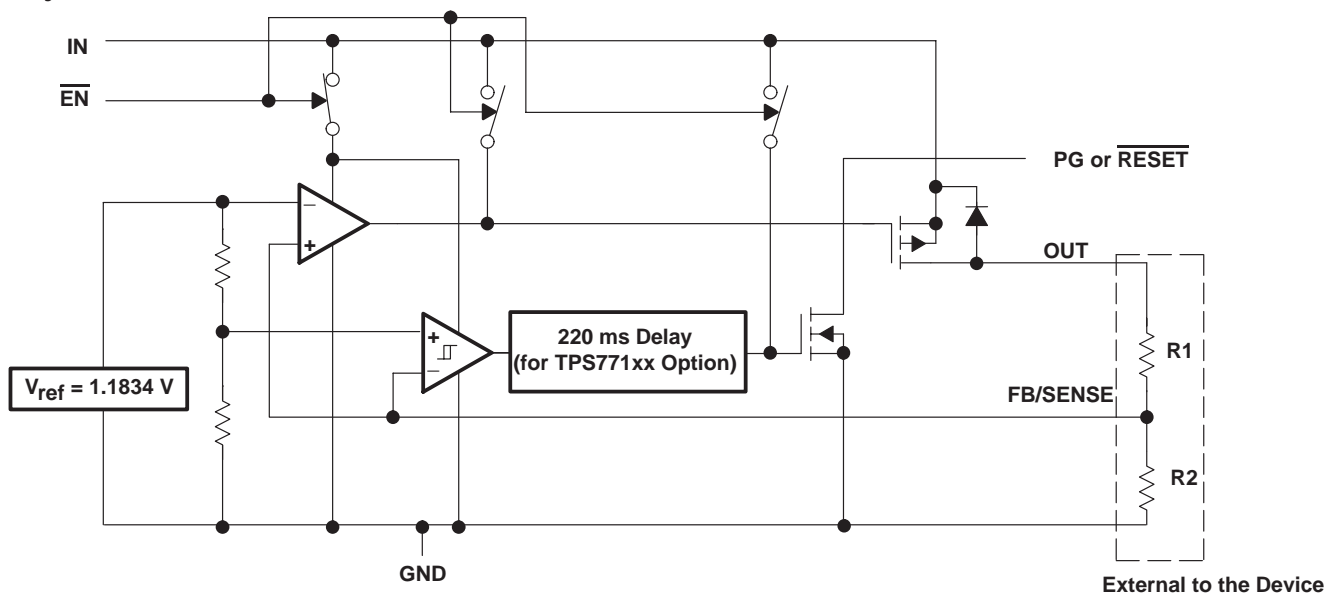 IN
EN
PG or RESET
OUT
220 ms Delay
(for TPS771xx Option)
R1
Vref = 1.1834 V
FB/SENSE
R2
GND
External to the Device